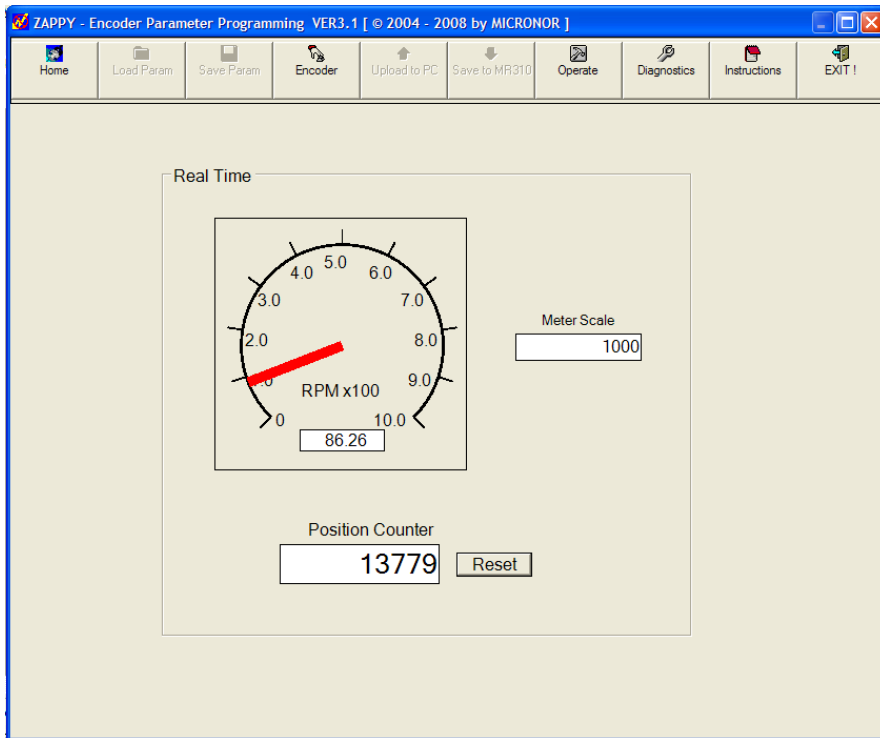 ZAPPY - Encoder Parameter Programming VER3.1 [ © 2004 - 2008 by MICRONOR ]
Home Load Param Save Param Encoder Upload to PC Save to MR310 Operate Diagnostics Instructions EXIT !
Real Time
5.0
4.0 6.0
3.0 7.0
2.0 8.0
9.0
RPM x100
0 10.0
86.26
Meter Scale
1000
Position Counter
13779 Reset